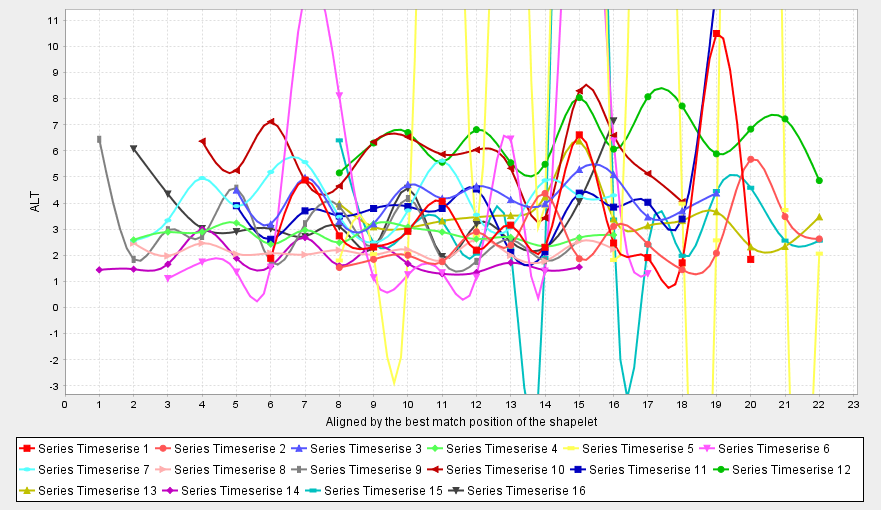 11
10
9
8
7
6
5
4
3
2
1
0
-1
-2
-3
ALT
0 1 2 3 4 5 6 7 8 9 10 11 12 13 14 15 16 17 18 19 20 21 22 23
Aligned by the best match position of the shapelet
Series Timeserise 1 Series Timeserise 2 Series Timeserise 3 Series Timeserise 4 Series Timeserise 5 Series Timeserise 6
Series Timeserise 7 Series Timeserise 8 Series Timeserise 9 Series Timeserise 10 Series Timeserise 11 Series Timeserise 12
Series Timeserise 13 Series Timeserise 14 Series Timeserise 15 Series Timeserise 16